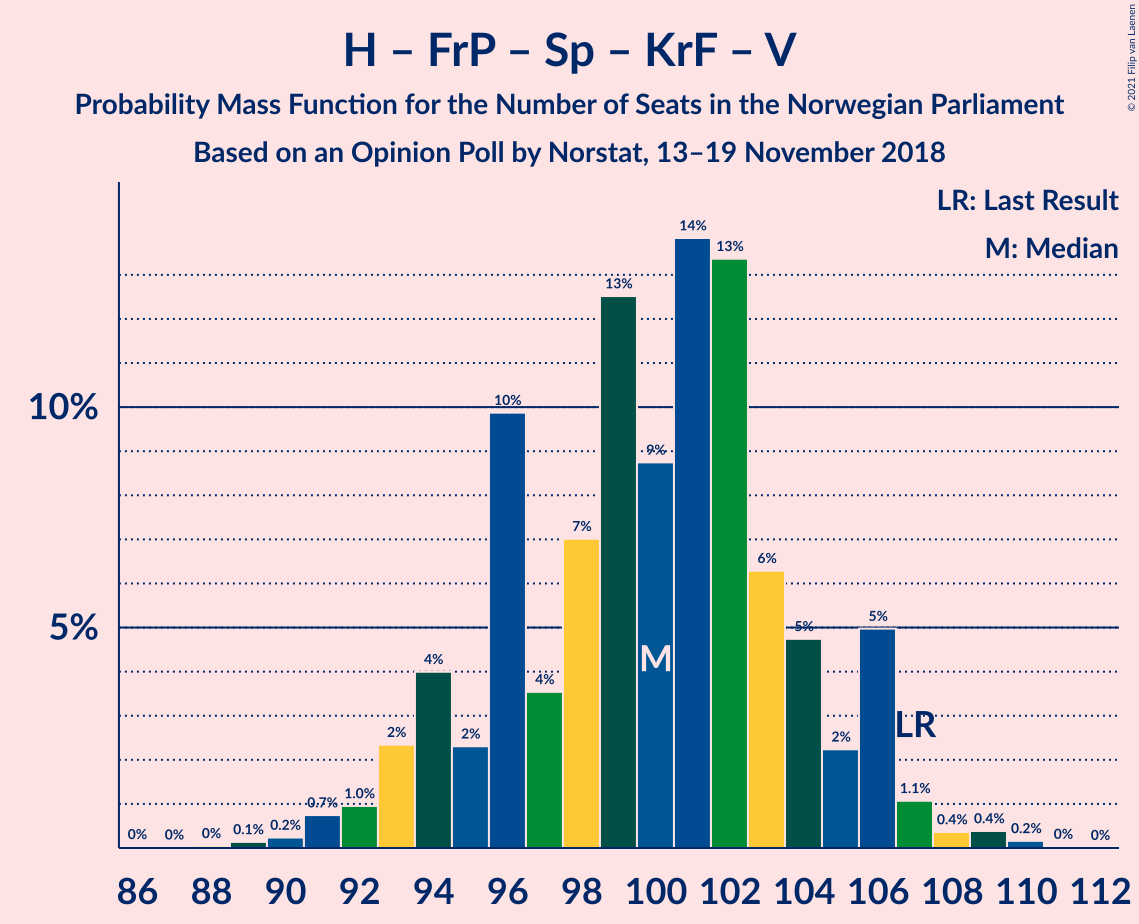 H – FrP – Sp – KrF – V
Probability Mass Function for the Number of Seats in the Norwegian Parliament
Based on an Opinion Poll by Norstat, 13–19 November 2018
© 2021 Filip van Laenen
LR: Last Result
M: Median
10%
5%
0% 0% 0% 0.1% 0.2% 0.7% 1.0% 2% 4% 2% 10% 4% 7% 13% 9% 14% 13% 6% 5% 2% 5% 1.1% 0.4% 0.4% 0.2% 0% 0%
M
LR
86 88 90 92 94 96 98 100 102 104 106 108 110 112